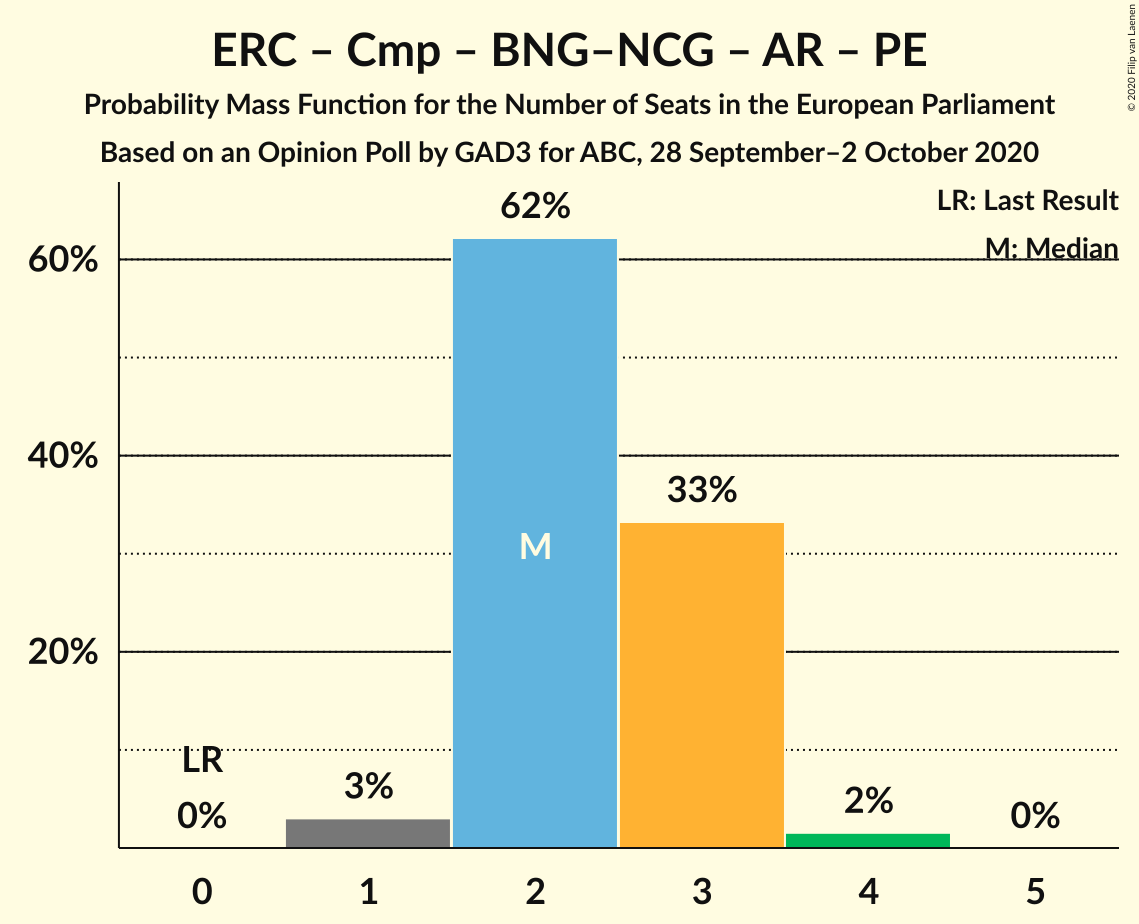 ERC – Cmp – BNG–NCG – AR – PE
Probability Mass Function for the Number of Seats in the European Parliament
Based on an Opinion Poll by GAD3 for ABC, 28 September–2 October 2020
© 2020 Filip van Laenen
LR: Last Result
M: Median
62%
60%
40%
33%
M
20%
LR
3%
2%
0%
0%
0 1 2 3 4 5